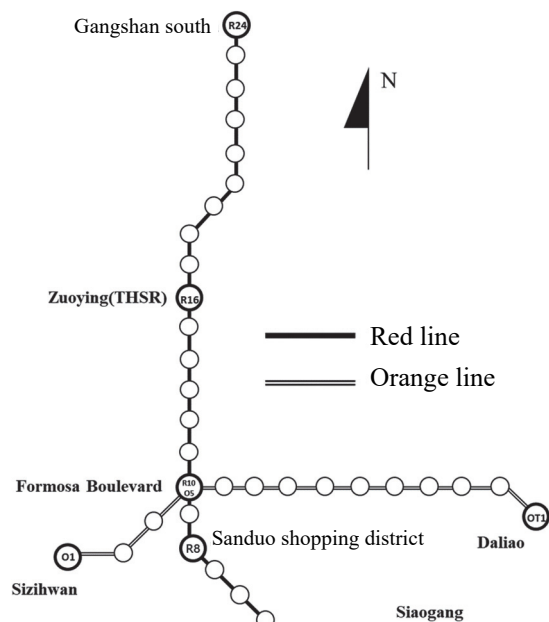 Gangshan south
R24
N
Zuoying(THSR)
R16
Red line
Orange line
Formosa Boulevard
R10
O5
Sanduo shopping district
R8
OT1
Daliao
O1
Sizihwan
Siaogang